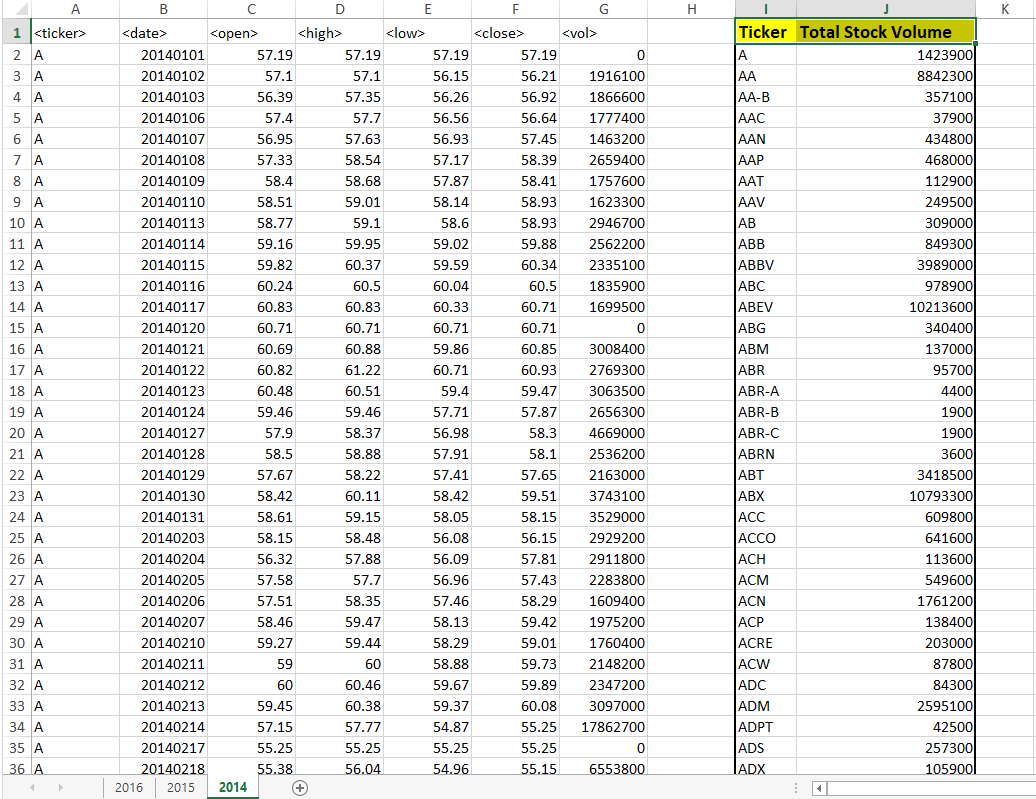 A B C D E F G H I J K
1 <ticker> <date> <open> <high> <low> <close> <vol> Ticker Total Stock Volume
2 A 20140101 57.19 57.19 57.19 57.19 0 A 1423900
3 A 20140102 57.1 57.1 56.15 56.21 1916100 AA 8842300
4 A 20140103 56.39 57.35 56.26 56.92 1866600 AA-B 357100
5 A 20140106 57.4 57.7 56.56 56.64 1777400 AAC 37900
6 A 20140107 56.95 57.63 56.93 57.45 1463200 AAN 434800
7 A 20140108 57.33 58.54 57.17 58.39 2659400 AAP 468000
8 A 20140109 58.4 58.68 57.87 58.41 1757600 AAT 112900
9 A 20140110 58.51 59.01 58.14 58.93 1623300 AAV 249500
10 A 20140113 58.77 59.1 58.6 58.93 2946700 AB 309000
11 A 20140114 59.16 59.95 59.02 59.88 2562200 ABB 849300
12 A 20140115 59.82 60.37 59.59 60.34 2335100 ABBV 3989000
13 A 20140116 60.24 60.5 60.04 60.5 1835900 ABC 978900
14 A 20140117 60.83 60.83 60.33 60.71 1699500 ABEV 10213600
15 A 20140120 60.71 60.71 60.71 60.71 0 ABG 340400
16 A 20140121 60.69 60.88 59.86 60.85 3008400 ABM 137000
17 A 20140122 60.82 61.22 60.71 60.93 2769300 ABR 95700
18 A 20140123 60.48 60.51 59.4 59.47 3063500 ABR-A 4400
19 A 20140124 59.46 59.46 57.71 57.87 2656300 ABR-B 1900
20 A 20140127 57.9 58.37 56.98 58.3 4669000 ABR-C 1900
21 A 20140128 58.5 58.88 57.91 58.1 2536200 ABRN 3600
22 A 20140129 57.67 58.22 57.41 57.65 2163000 ABT 3418500
23 A 20140130 58.42 60.11 58.42 59.51 3743100 ABX 10793300
24 A 20140131 58.61 59.15 58.05 58.15 3529000 ACC 609800
25 A 20140203 58.15 58.48 56.08 56.15 2929200 ACCO 641600
26 A 20140204 56.32 57.88 56.09 57.81 2911800 ACH 113600
27 A 20140205 57.58 57.7 56.96 57.43 2283800 ACM 549600
28 A 20140206 57.51 58.35 57.46 58.29 1609400 ACN 1761200
29 A 20140207 58.46 59.47 58.13 59.42 1975200 ACP 138400
30 A 20140210 59.27 59.44 58.29 59.01 1760400 ACRE 203000
31 A 20140211 59 60 58.88 59.73 2148200 ACW 87800
32 A 20140212 60 60.46 59.67 59.89 2347200 ADC 84300
33 A 20140213 59.45 60.38 59.37 60.08 3097000 ADM 2595100
34 A 20140214 57.15 57.77 54.87 55.25 17862700 ADPT 42500
35 A 20140217 55.25 55.25 55.25 55.25 0 ADS 257300
36 A 20140218 55.38 56.04 54.96 55.15 6553800 ADX 105900
2016 2015 2014